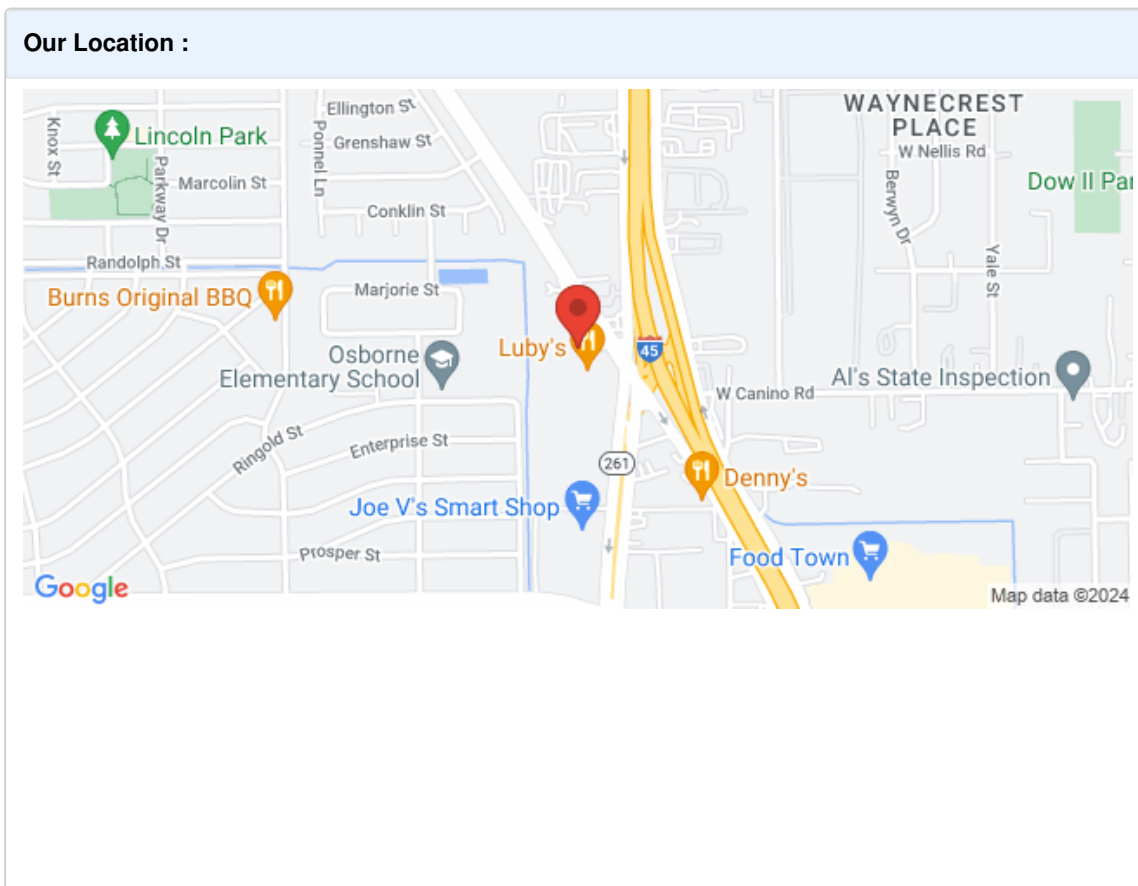 Our Location :
WAYNECREST
PLACE
Ellington St
Knox St
Ponnel Ln
Lincoln Park
Grenshaw St
W Nellis Rd
Parkway Dr
Marcolin St
Berwyn Dr
Dow II Par
Conklin St
Yale St
Randolph St
Marjorie St
Burns Original BBQ
Luby's
45
Osborne
Elementary School
Al's State Inspection
W Canino Rd
Ringold St
Enterprise St
261
Denny's
Joe V's Smart Shop
Prosper St
Food Town
Google
Map data ©2024